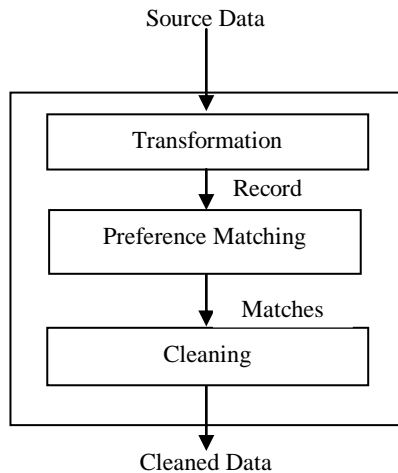 Source Data
Transformation
Record
Preference Matching
Matches
Cleaning
Cleaned Data